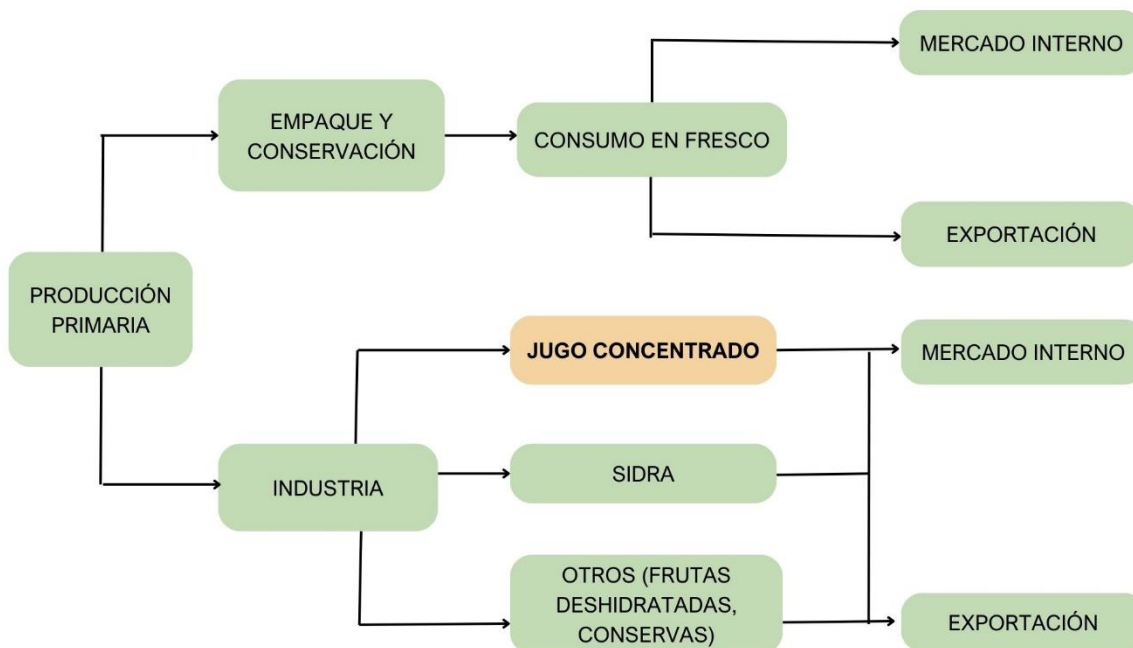 MERCADO INTERNO
EMPAQUE Y
CONSERVACIÓN
CONSUMO EN FRESCO
EXPORTACIÓN
PRODUCCIÓN
PRIMARIA
JUGO CONCENTRADO
MERCADO INTERNO
INDUSTRIA
SIDRA
OTROS (FRUTAS
DESHIDRATADAS,
CONSERVAS)
EXPORTACIÓN